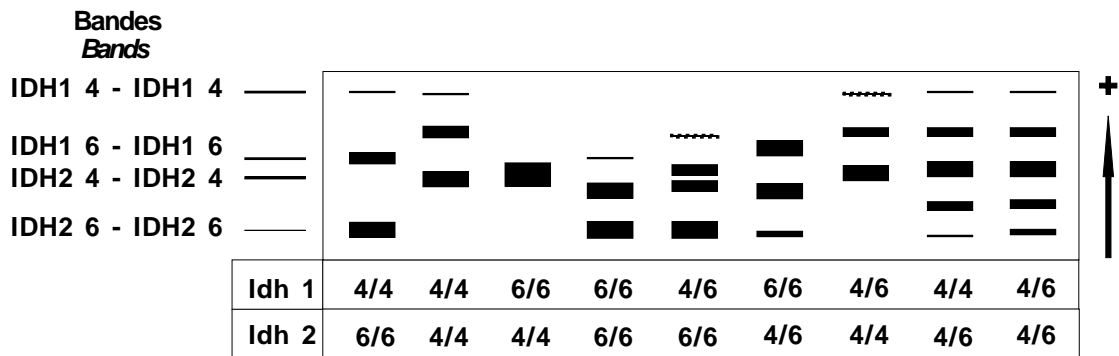 Bandes
Bands
IDH1 4 - IDH1 4
+
IDH1 6 - IDH1 6
IDH2 4 - IDH2 4
IDH2 6 - IDH2 6
Idh 1 4/4 4/4 6/6 6/6 4/6 6/6 4/6 4/4 4/6
Idh 2 6/6 4/4 4/4 6/6 6/6 4/6 4/4 4/6 4/6